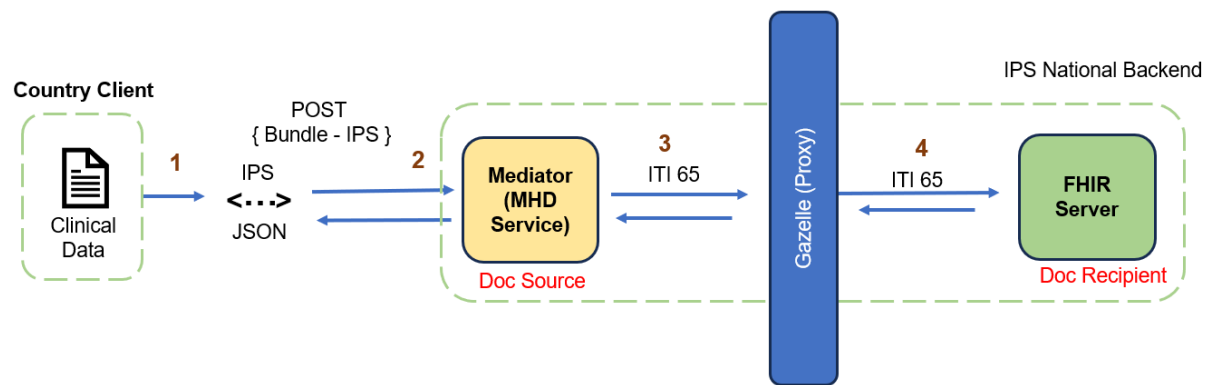 Country Client
Clinical
Data
1
POST
{ Bundle - IPS }
IPS
<...>
JSON
2
Mediator
(MHD
Service)
Doc Source
3
ITI 65
Gazelle (Proxy)
IPS National Backend
4
ITI 65
FHIR
Server
Doc Recipient